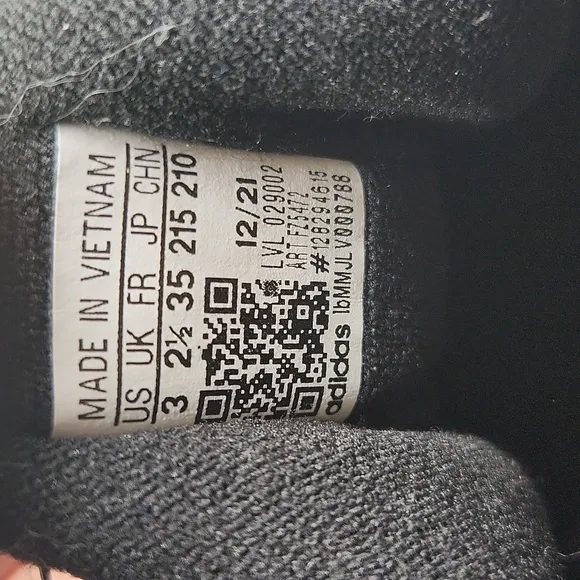 MADE IN VIETNAM
US UK FR JP CHN
3 2½ 35 215 210
12/21
LVL 029002
ART FZ5472
#128294615
adidas lbMMJLV000788